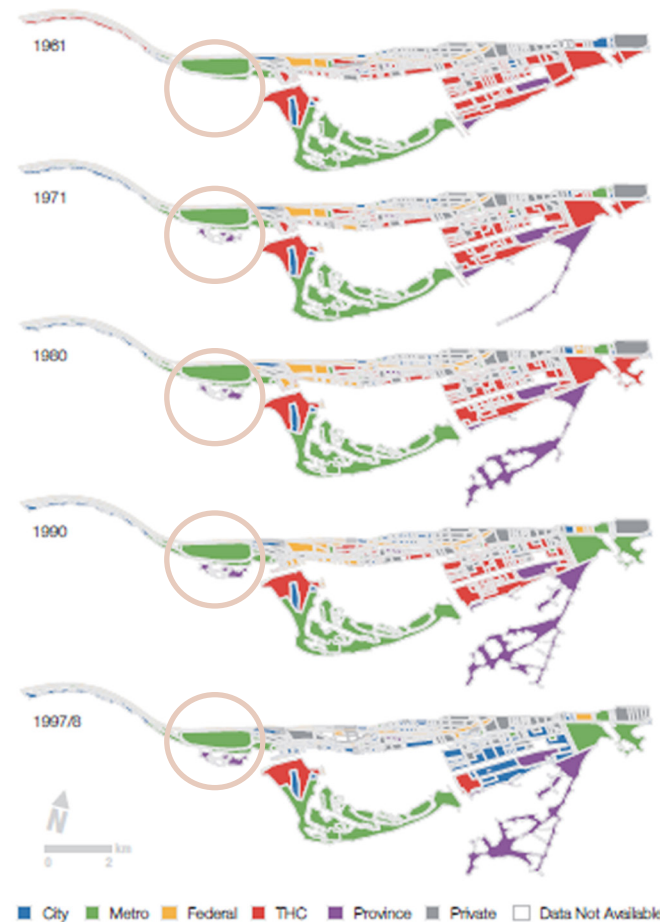 1961
1971
1980
1990
1997/8
N
km
0 2
City Metro Federal THC Province Private Data Not Available